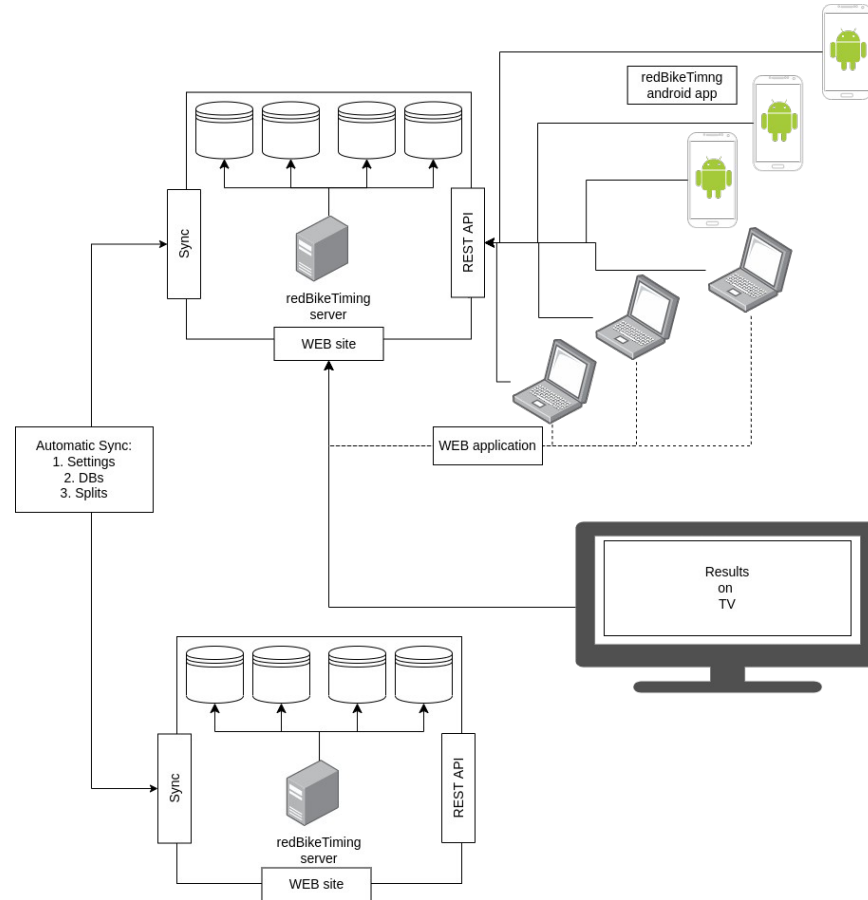 redBikeTimng
android app
Sync
REST API
redBikeTiming
server
WEB site
Automatic Sync:
1. Settings
2. DBs
3. Splits
WEB application
Results
on
TV
Sync
REST API
redBikeTiming
server
WEB site